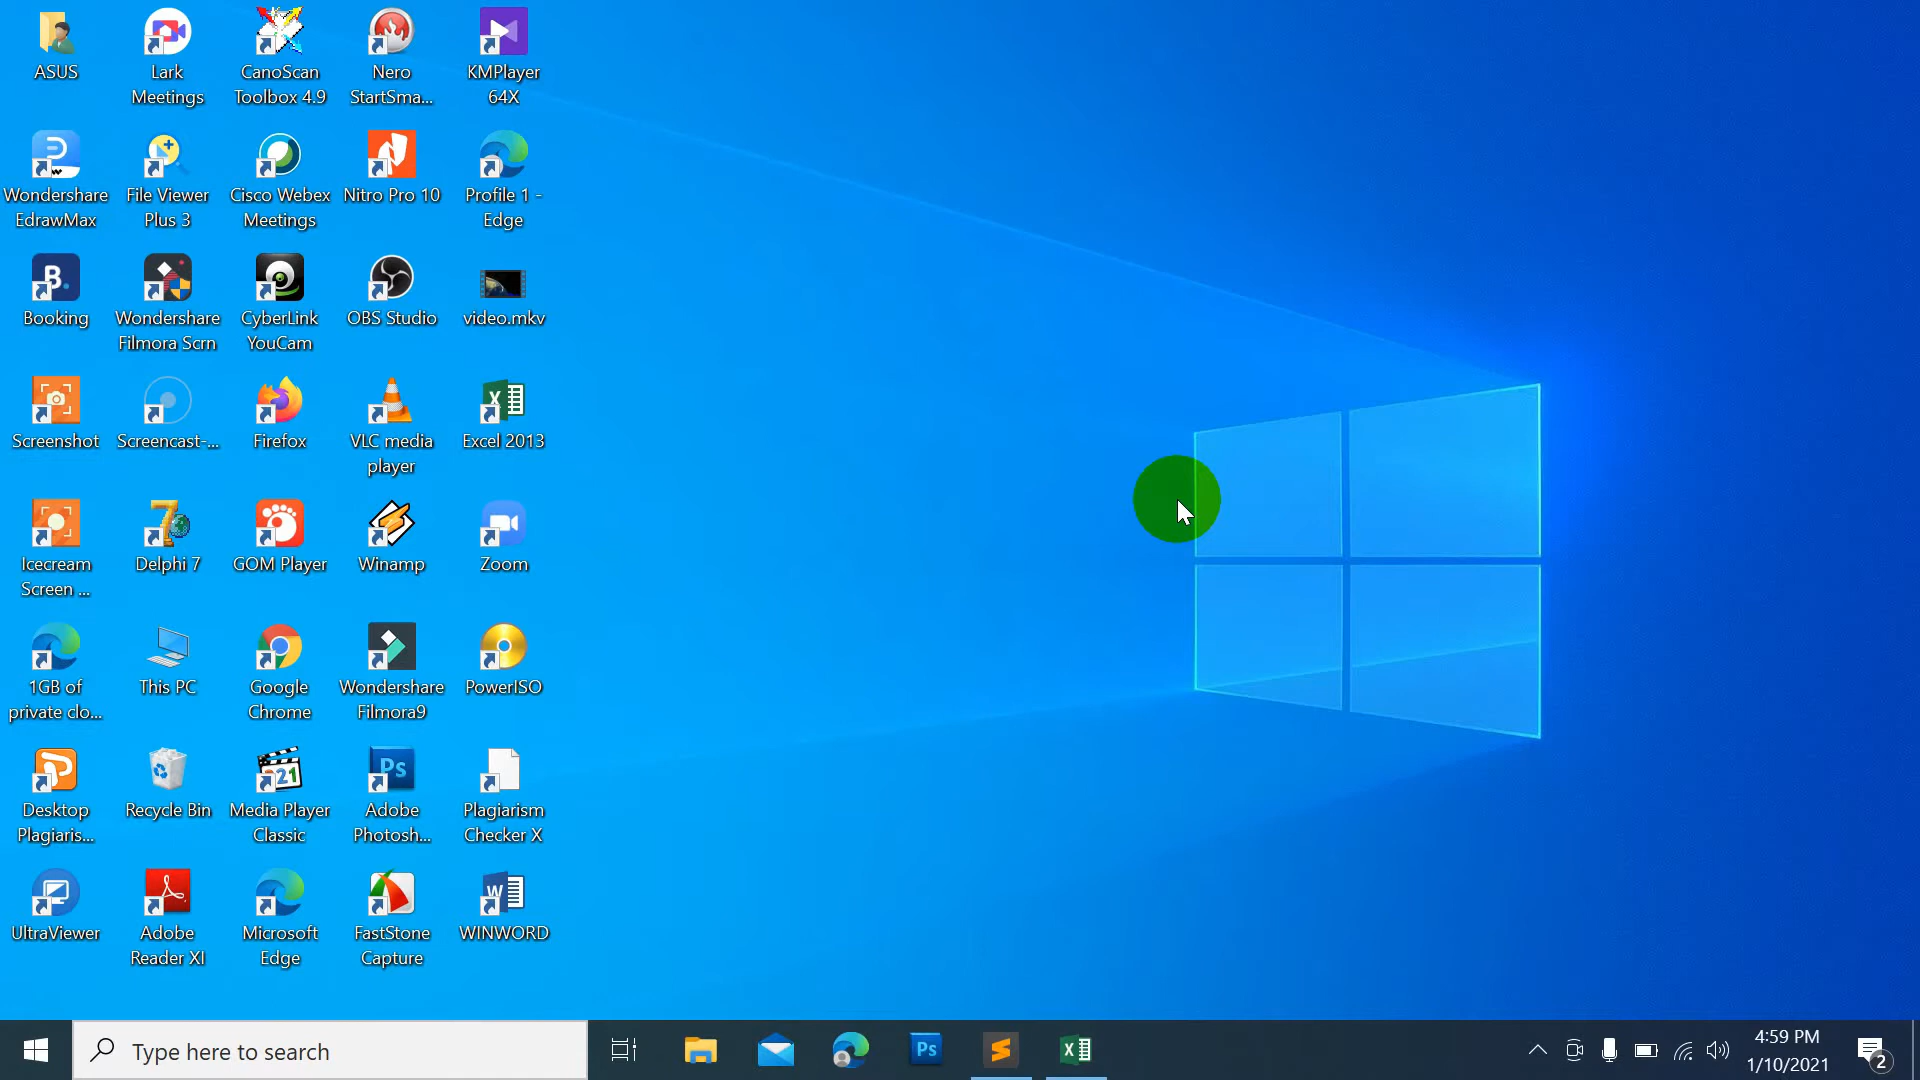 ASUS
Lark
Meetings
CanoScan
Toolbox 4.9
Nero
StartSma...
KMPlayer
64X
Wondershare
EdrawMax
File Viewer
Plus 3
Cisco Webex
Meetings
Nitro Pro 10
Profile 1 -
Edge
B.
Booking
Wondershare
Filmora Scrn
CyberLink
YouCam
OBS Studio
video.mkv
Screenshot
Screencast-...
Firefox
VLC media
player
Excel 2013
Icecream
Screen ...
Delphi 7
GOM Player
Winamp
Zoom
1GB of
private clo...
This PC
Google
Chrome
Wondershare
Filmora9
PowerISO
Desktop
Plagiaris...
Recycle Bin
321
Media Player
Classic
Ps
Adobe
Photosh...
Plagiarism
Checker X
UltraViewer
Adobe
Reader XI
Microsoft
Edge
FastStone
Capture
WINWORD
Type here to search
Ps
4:59 PM
1/10/2021
2